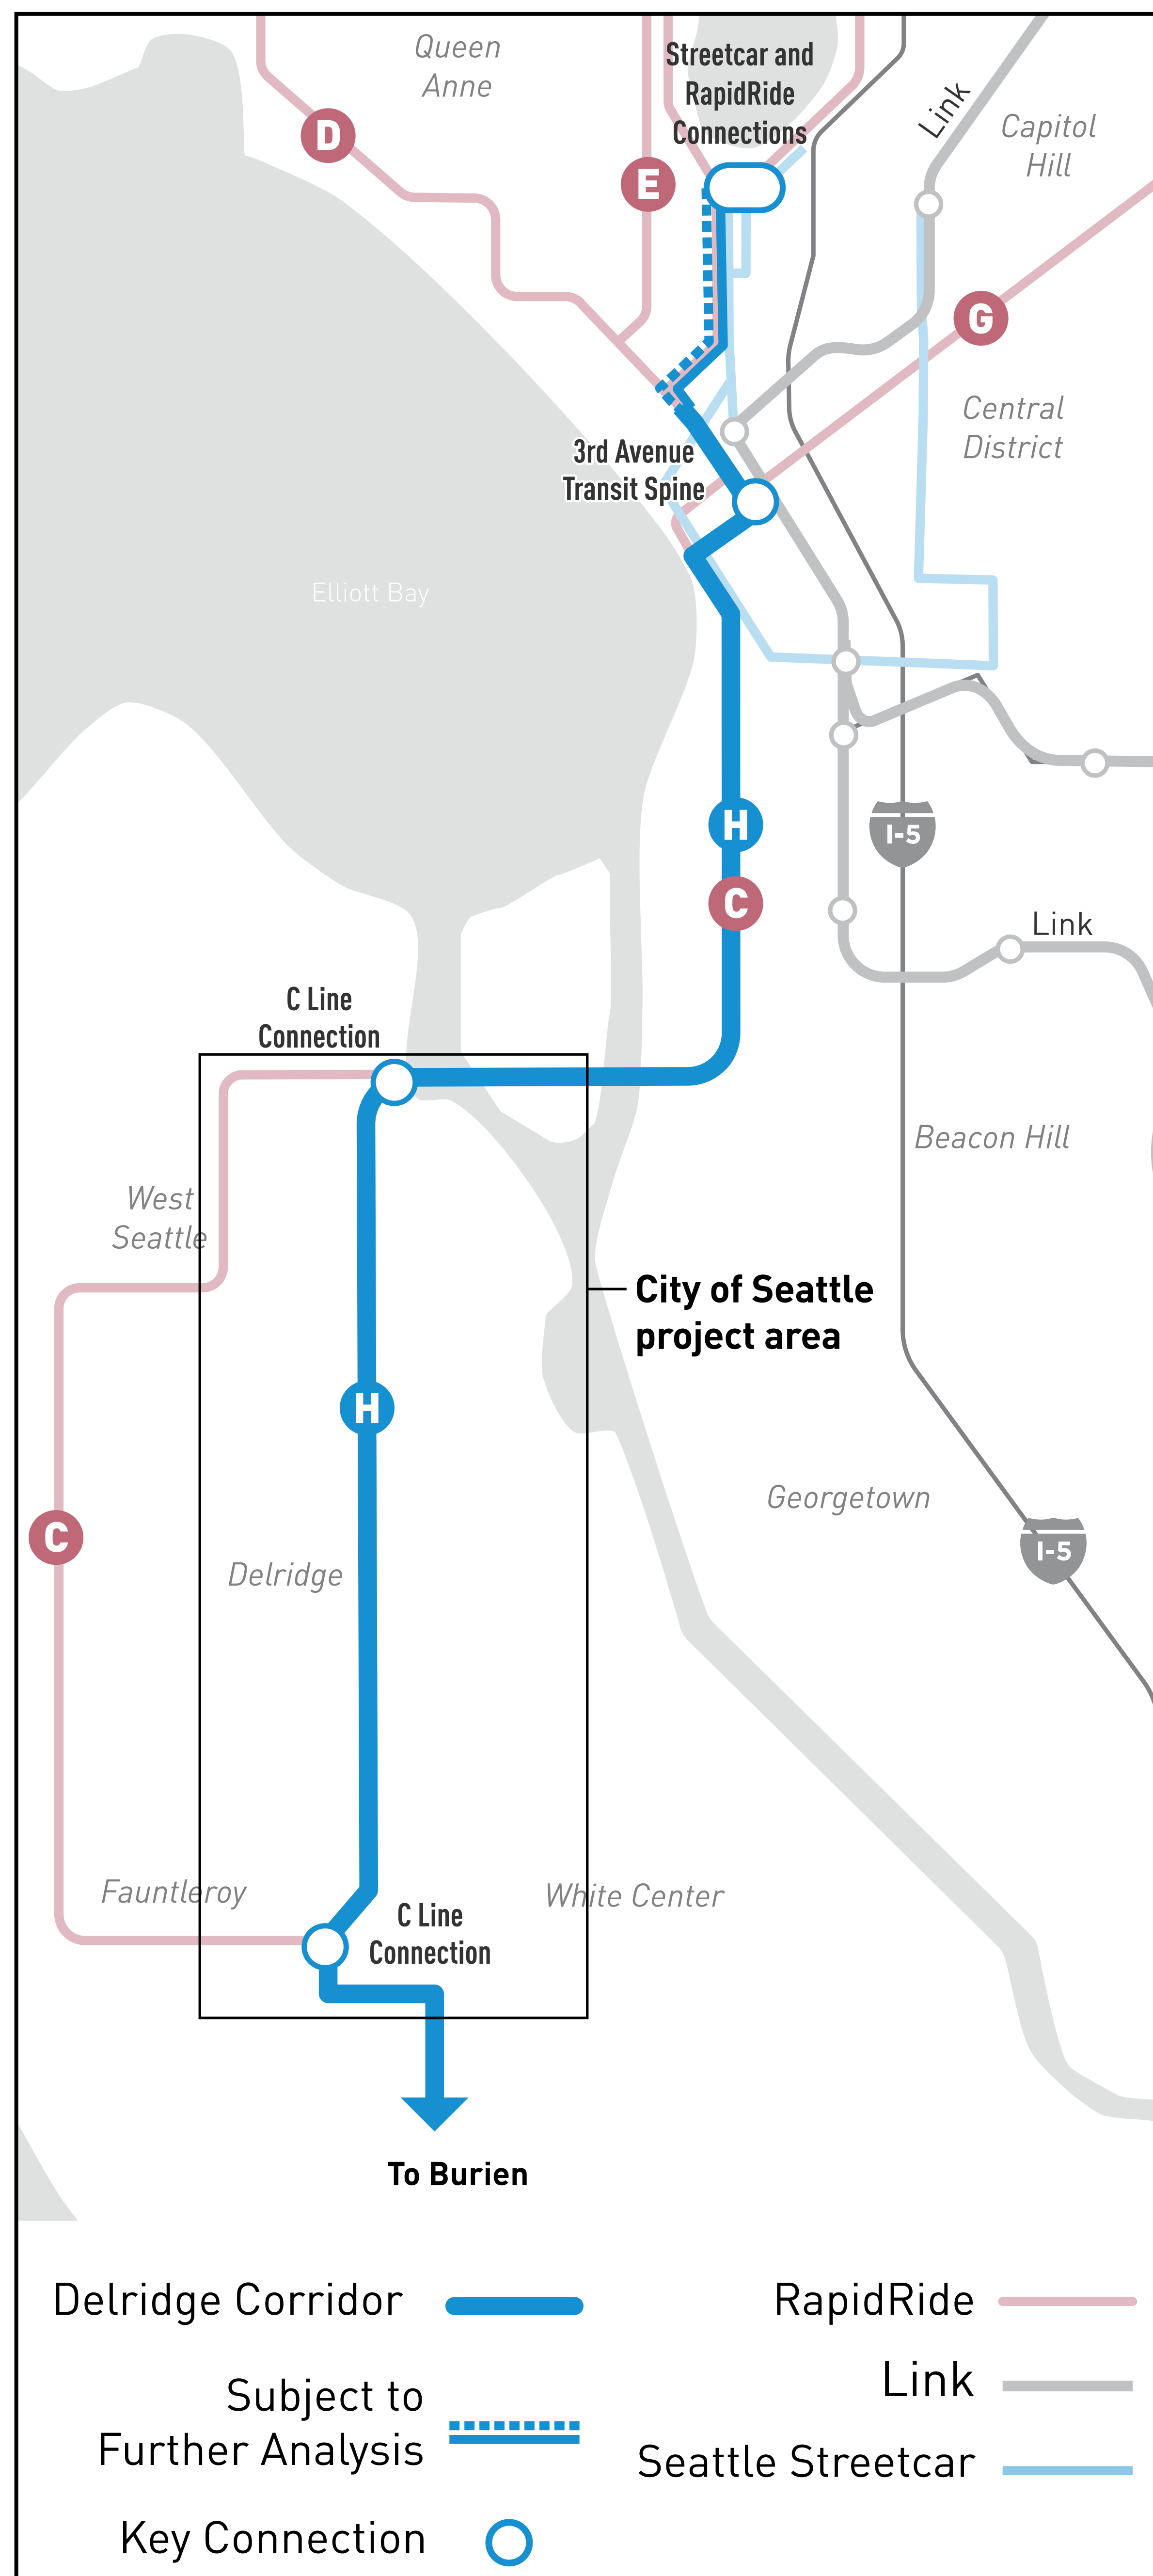 Queen
Anne
Streetcar and
RapidRide
Connections
Link
Capitol
Hill
D
E
G
Central
District
3rd Avenue
Transit Spine
Elliott Bay
H
I-5
C
Link
C Line
Connection
Beacon Hill
West
Seattle
City of Seattle
project area
H
Georgetown
C
I-5
Delridge
Fauntleroy
White Center
C Line
Connection
To Burien
Delridge Corridor
RapidRide
Subject to
Further Analysis
Link
Seattle Streetcar
Key Connection